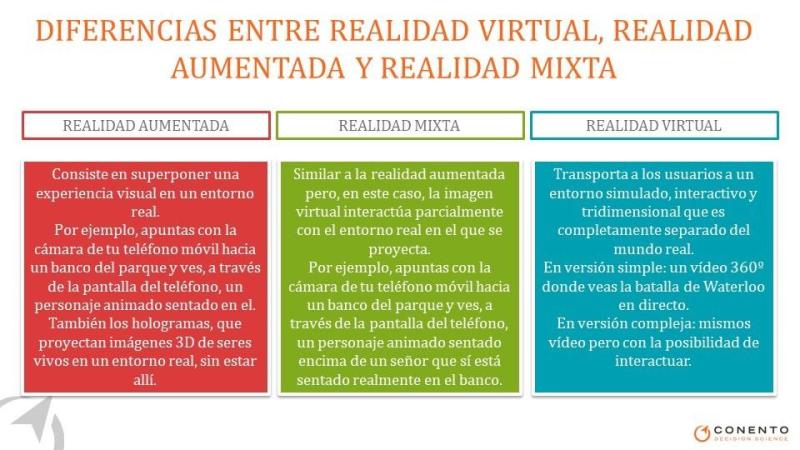 DIFERENCIAS ENTRE REALIDAD VIRTUAL, REALIDAD
AUMENTADA Y REALIDAD MIXTA
REALIDAD AUMENTADA
Consiste en superponer una
experiencia visual en un entorno
real.
Por ejemplo, apuntas con la
cámara de tu teléfono móvil hacia
un banco del parque y ves, a través
de la pantalla del teléfono, un
personaje animado sentado en el.
También los hologramas, que
proyectan imágenes 3D de seres
vivos en un entorno real, sin estar
allí.
REALIDAD MIXTA
Similar a la realidad aumentada
pero, en este caso, la imagen
virtual interactúa parcialmente
con el entorno real en el que se
proyecta.
Por ejemplo, apuntas con la
cámara de tu teléfono móvil hacia
un banco del parque y ves, a
través de la pantalla del teléfono,
un personaje animado sentado
encima de un señor que sí está
sentado realmente en el banco.
REALIDAD VIRTUAL
Transporta a los usuarios a un
entorno simulado, interactivo y
tridimensional que es
completamente separado del
mundo real.
En versión simple: un vídeo 360º
donde veas la batalla de Waterloo
en directo.
En versión compleja: mismos
vídeo pero con la posibilidad de
interactuar.
CONENTO
DECISION SCIENCE